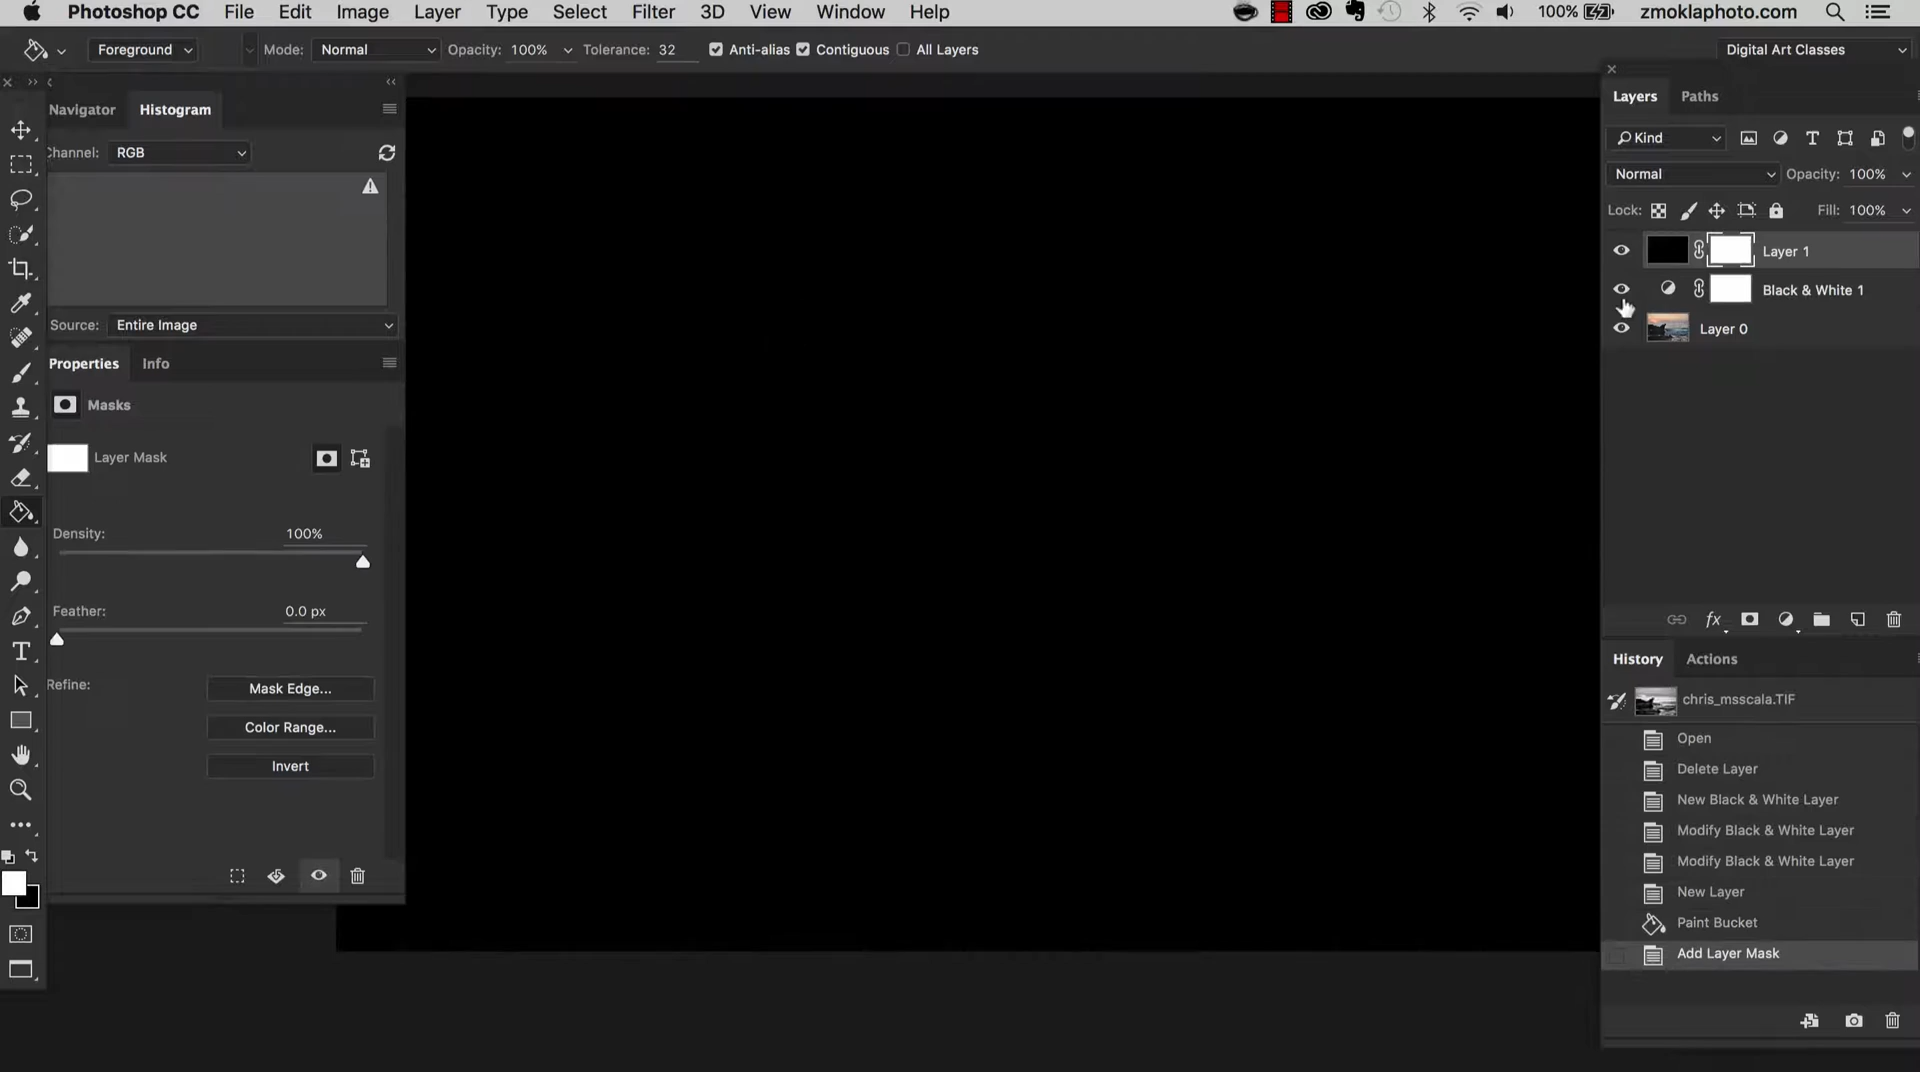 Photoshop CC File Edit Image Layer Type Select Filter 3D View Window Help 100% zmoklaphoto.com
Foreground Mode: Normal Opacity: 100% Tolerance: 32 Anti-alias Contiguous All Layers Digital Art Classes
Navigator Histogram
Channel: RGB
Source: Entire Image
Properties Info
Masks
Layer Mask
Density: 100%
Feather: 0.0 px
Refine: Mask Edge...
Color Range...
Invert
Layers Paths
Kind
Normal Opacity: 100%
Lock: Fill: 100%
Layer 1
Black & White 1
Layer 0
fx
History Actions
chris_msscala.TIF
Open
Delete Layer
New Black & White Layer
Modify Black & White Layer
Modify Black & White Layer
New Layer
Paint Bucket
Add Layer Mask